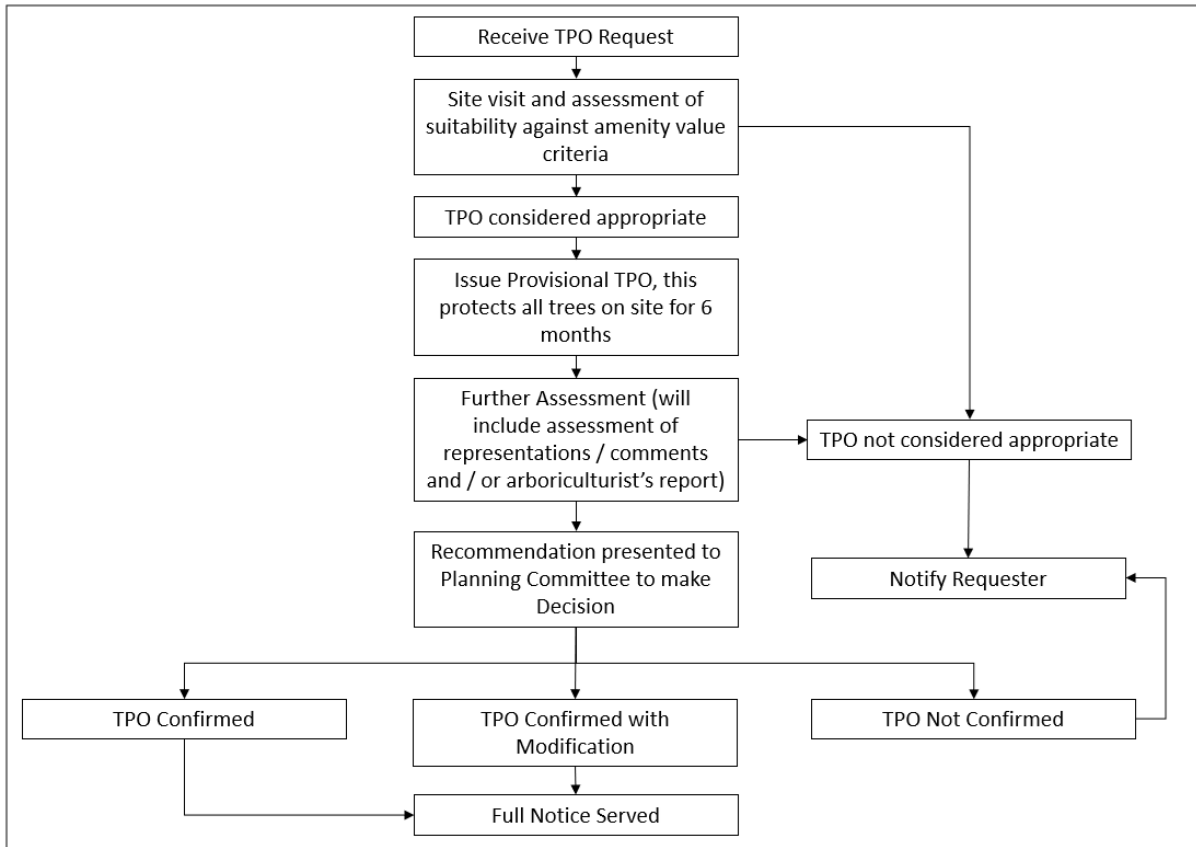 Receive TPO Request
Site visit and assessment of
suitability against amenity value
criteria
TPO considered appropriate
Issue Provisional TPO, this
protects all trees on site for 6
months
Further Assessment (will
include assessment of
representations / comments
and / or arboriculturist’s report)
TPO not considered appropriate
Recommendation presented to
Planning Committee to make
Decision
Notify Requester
TPO Confirmed
TPO Confirmed with
Modification
TPO Not Confirmed
Full Notice Served